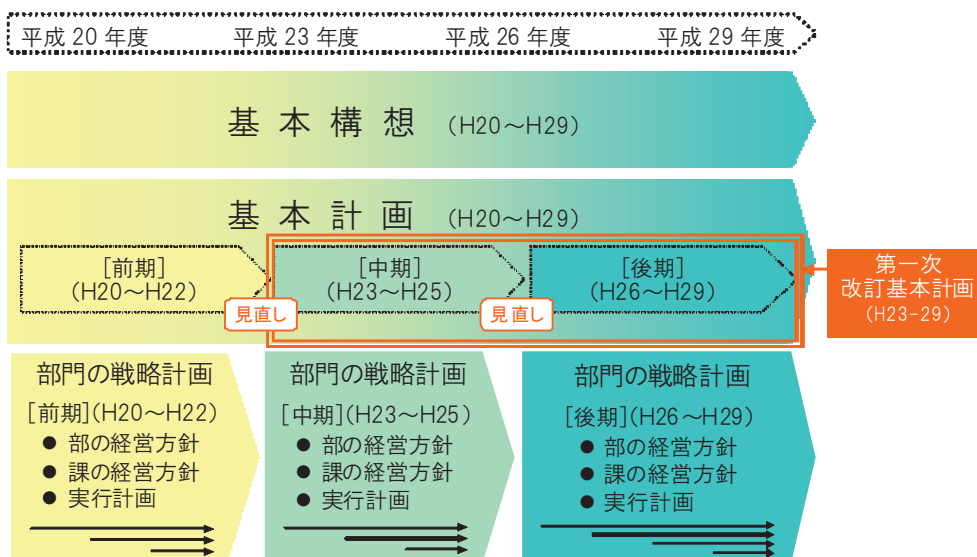 平成 20 年度 平成 23 年度 平成 26 年度 平成 29 年度
基本構想 (H20～H29)
基本計画 (H20～H29)
[前期]
(H20～H22)
[中期]
(H23～H25)
[後期]
(H26～H29)
見直し
見直し
第一次
改訂基本計画
(H23-29)
部門の戦略計画
[前期](H20～H22)
● 部の経営方針
● 課の経営方針
● 実行計画
部門の戦略計画
[中期](H23～H25)
● 部の経営方針
● 課の経営方針
● 実行計画
部門の戦略計画
[後期](H26～H29)
● 部の経営方針
● 課の経営方針
● 実行計画